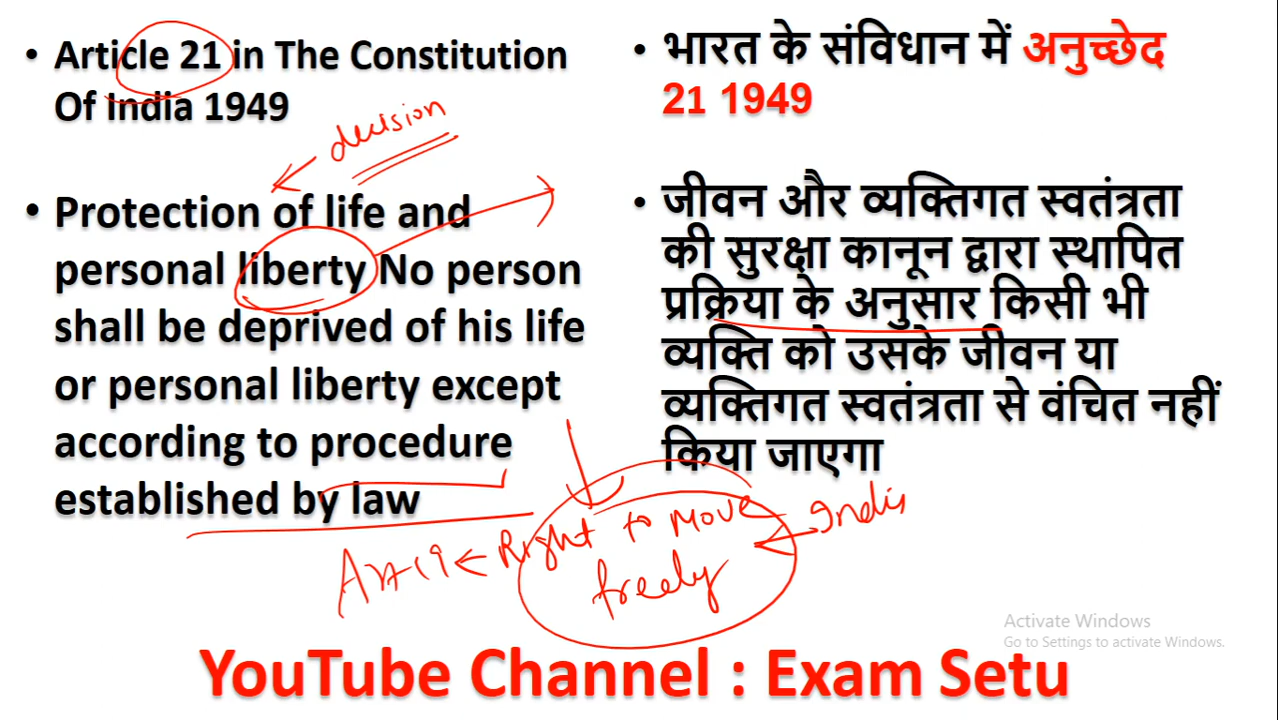 • Article 21 in The Constitution
Of India 1949
decision
• Protection of life and
personal liberty No person
shall be deprived of his life
or personal liberty except
according to procedure
established by law
• भारत के संविधान में अनुच्छेद
21 1949
• जीवन और व्यक्तिगत स्वतंत्रता
की सुरक्षा कानून द्वारा स्थापित
प्रक्रिया के अनुसार किसी भी
व्यक्ति को उसके जीवन या
व्यक्तिगत स्वतंत्रता से वंचित नहीं
किया जाएगा
Right to Move
freely
Activate Windows
Go to Settings to activate Windows.
YouTube Channel : Exam Setu